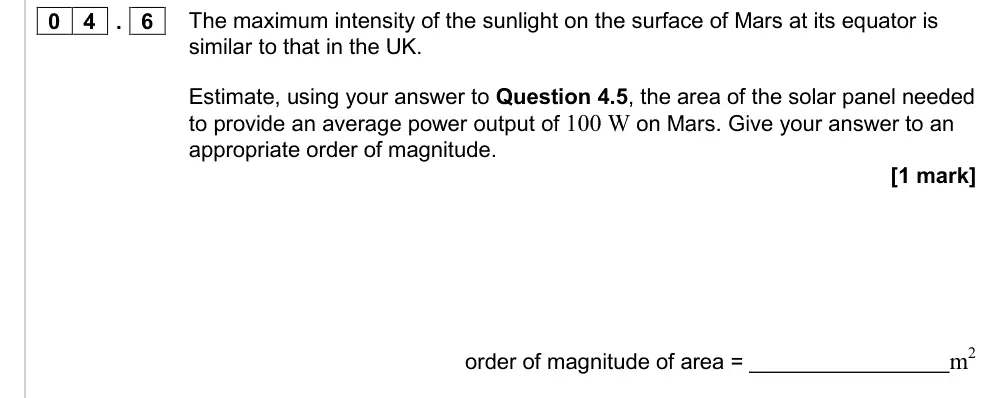 0 4 . 6 The maximum intensity of the sunlight on the surface of Mars at its equator is
similar to that in the UK.
Estimate, using your answer to Question 4.5, the area of the solar panel needed
to provide an average power output of 100 W on Mars. Give your answer to an
appropriate order of magnitude.
[1 mark]
order of magnitude of area = ____________________ m²